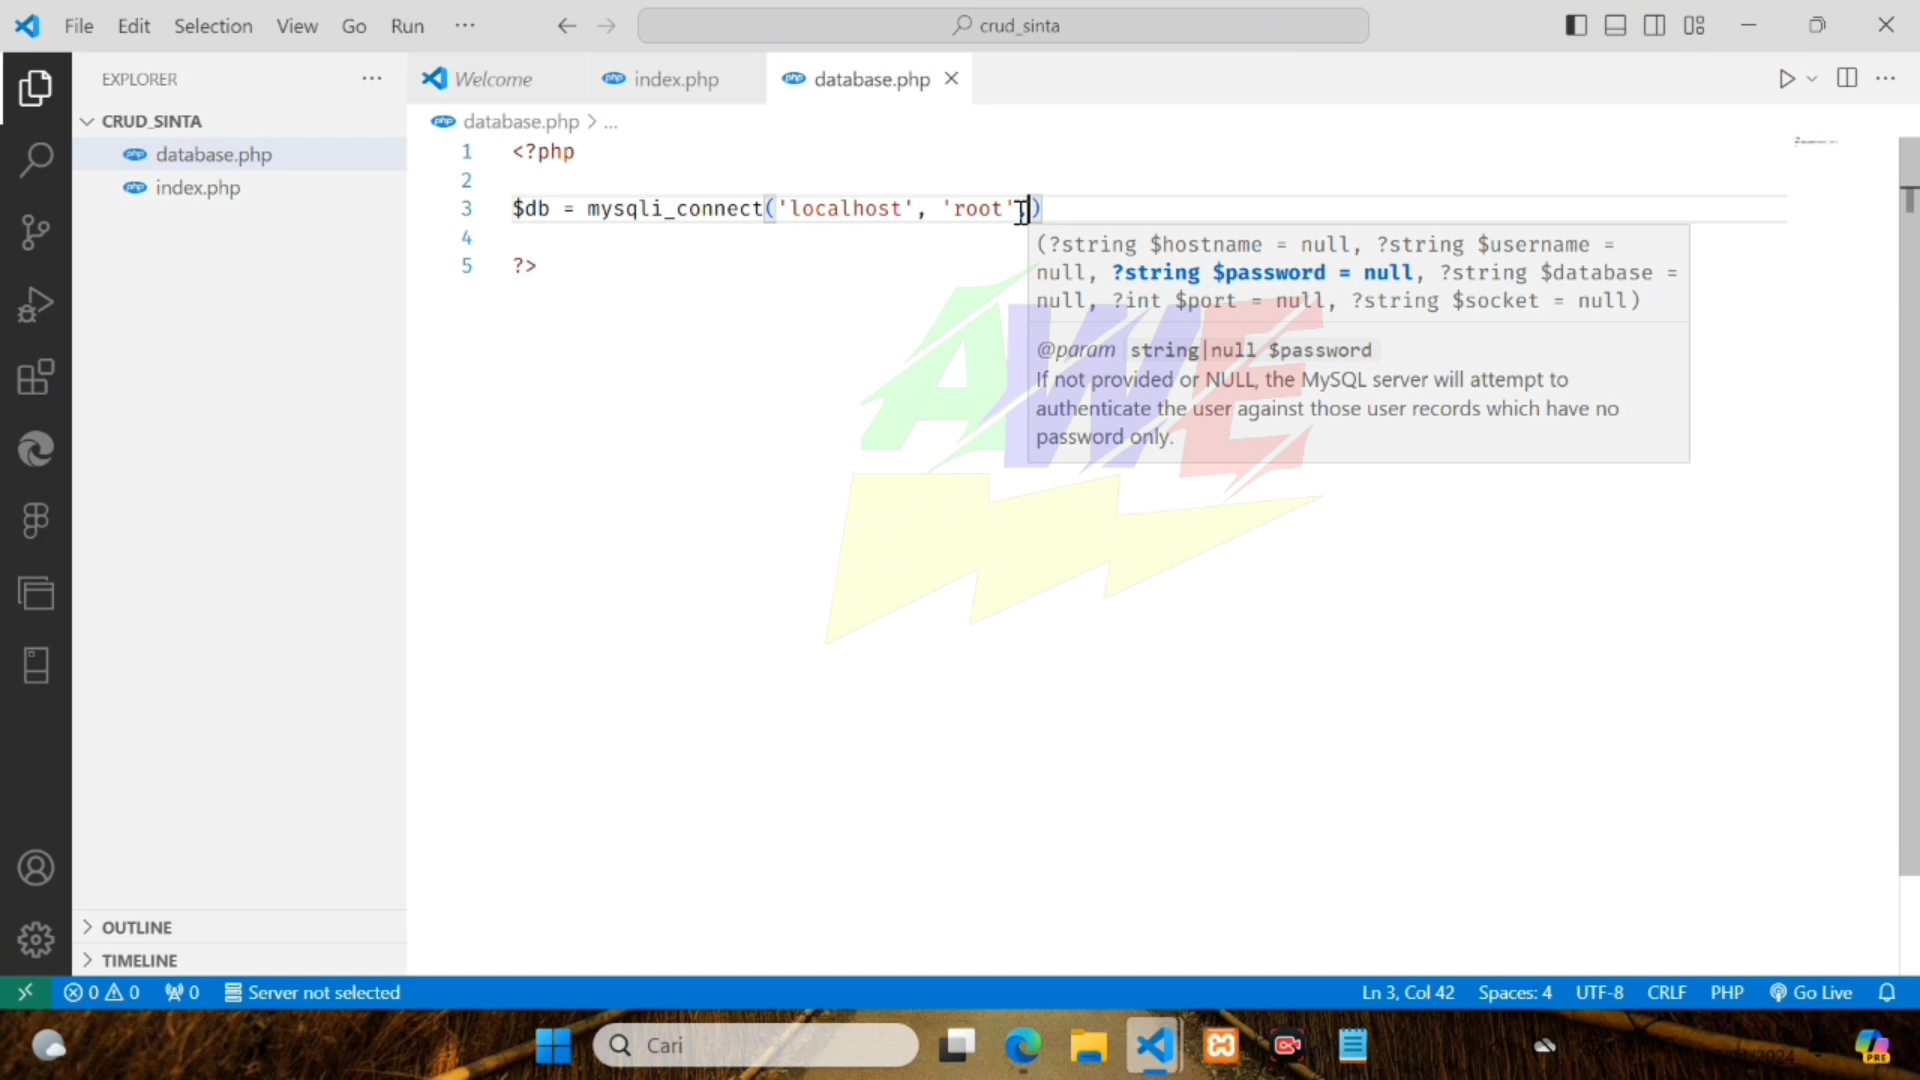 File Edit Selection View Go Run ··· crud_sinta
EXPLORER ···
Welcome index.php database.php
CRUD_SINTA
database.php
index.php
database.php > ...
1 <?php
2
3 $db = mysqli_connect('localhost', 'root',)
4
5 ?>
(?string $hostname = null, ?string $username =
null, ?string $password = null, ?string $database =
null, ?int $port = null, ?string $socket = null)
@param string|null $password
If not provided or NULL, the MySQL server will attempt to
authenticate the user against those user records which have no
password only.
AWE
OUTLINE
TIMELINE
0 0 0 Server not selected Ln 3, Col 42 Spaces: 4 UTF-8 CRLF PHP Go Live
Cari
PRE